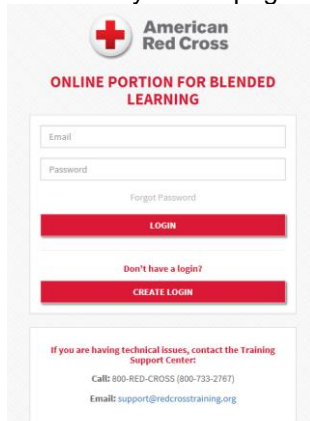 American
Red Cross
ONLINE PORTION FOR BLENDED
LEARNING
Email
Password
Forgot Password
LOGIN
Don't have a login?
CREATE LOGIN
If you are having technical issues, contact the Training
Support Center:
Call: 800-RED-CROSS (800-733-2767)
Email: support@redcrosstraining.org